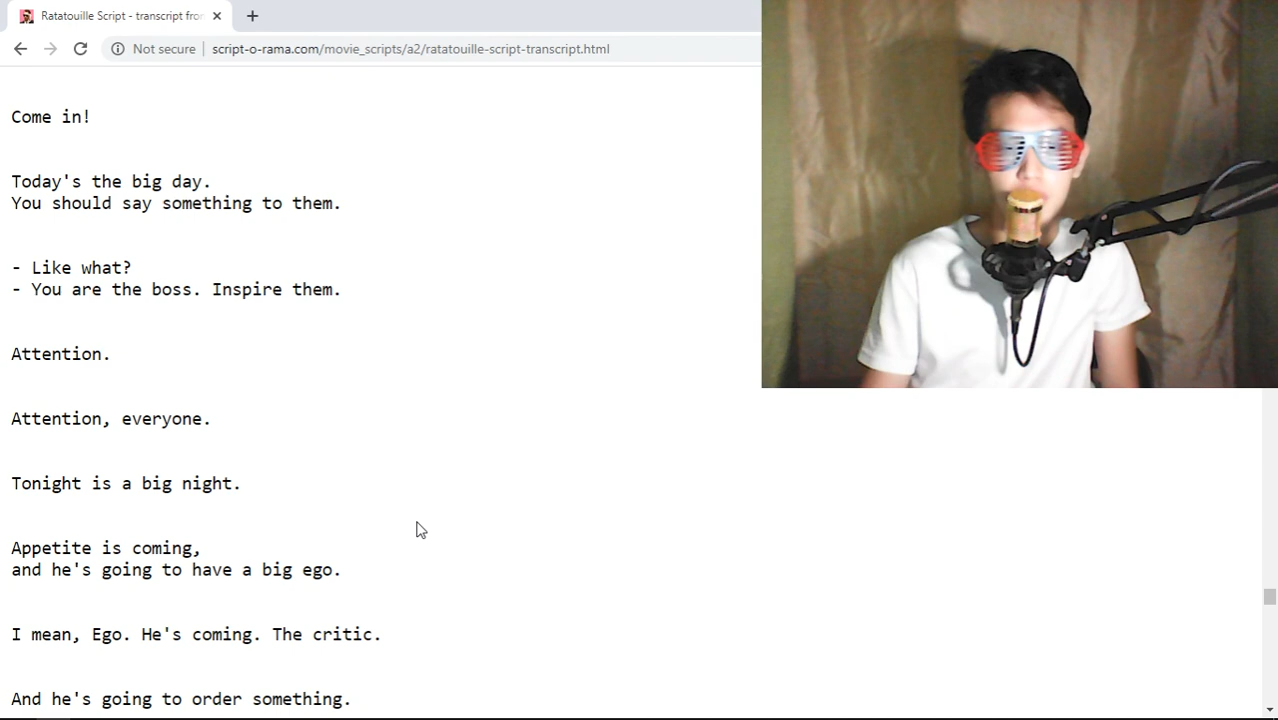 Ratatouille Script - transcript fro
Not secure
script-o-rama.com/movie_scripts/a2/ratatouille-script-transcript.html
Come in!
Today's the big day.
You should say something to them.
- Like what?
- You are the boss. Inspire them.
Attention.
Attention, everyone.
Tonight is a big night.
Appetite is coming,
and he's going to have a big ego.
I mean, Ego. He's coming. The critic.
And he's going to order something.